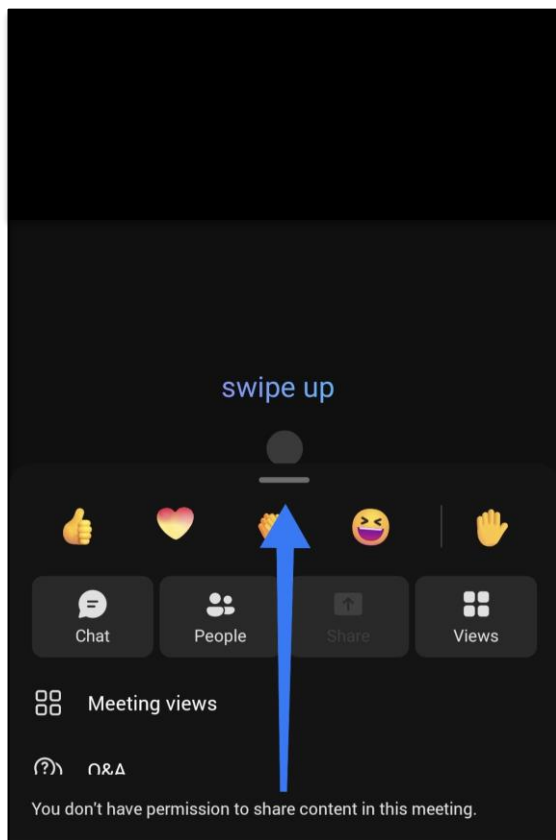 swipe up
Chat People Share Views
Meeting views
Q&A
You don't have permission to share content in this meeting.